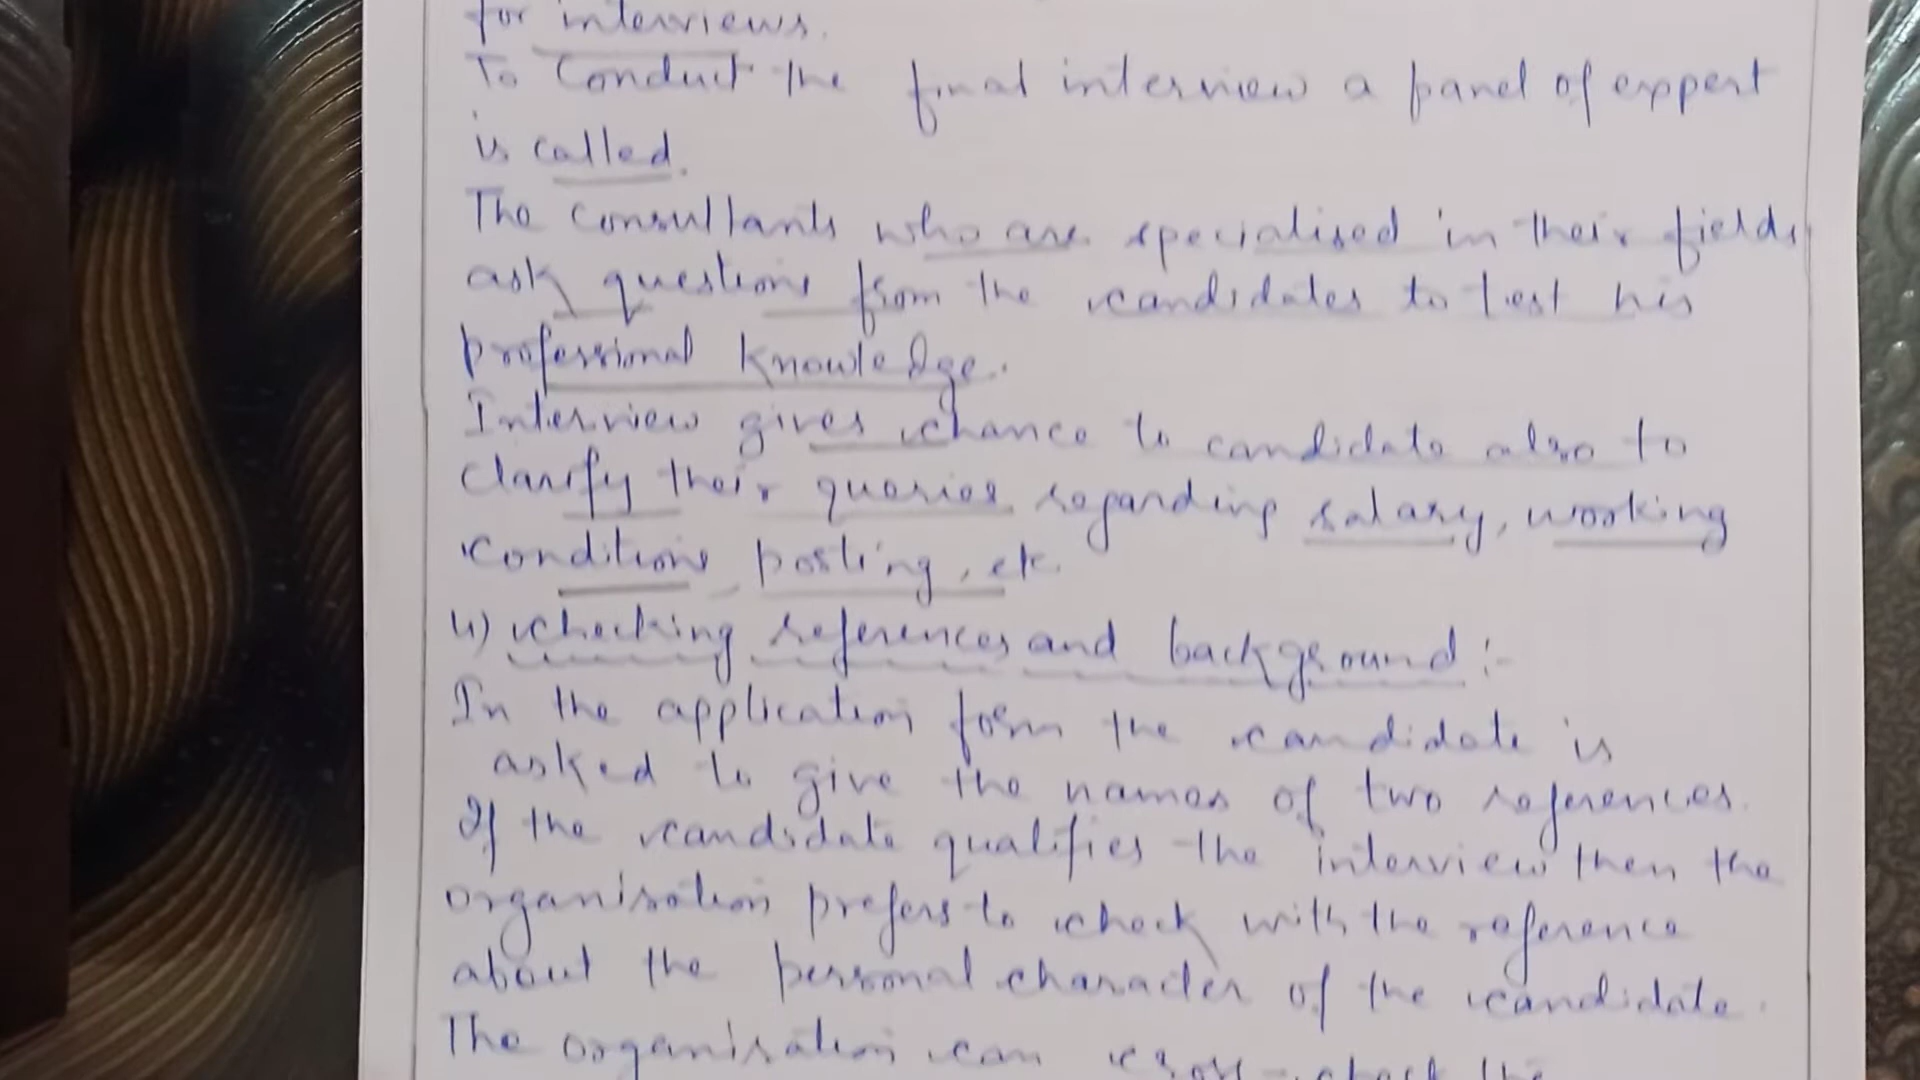 for interviews.
To Conduct the final interview a panel of expert
is called.
The consultants who are specialised in their fields
ask questions from the candidates to test his
professional knowledge.
Interview gives chance to candidate also to
clarify their queries regarding salary, working
conditions, posting, etc.
4) checking references and background :-
In the application form the candidate is
asked to give the names of two references.
If the candidate qualifies the interview then the
organisation prefers to check with the reference
about the personal character of the candidate.
The organisation can cross-check the